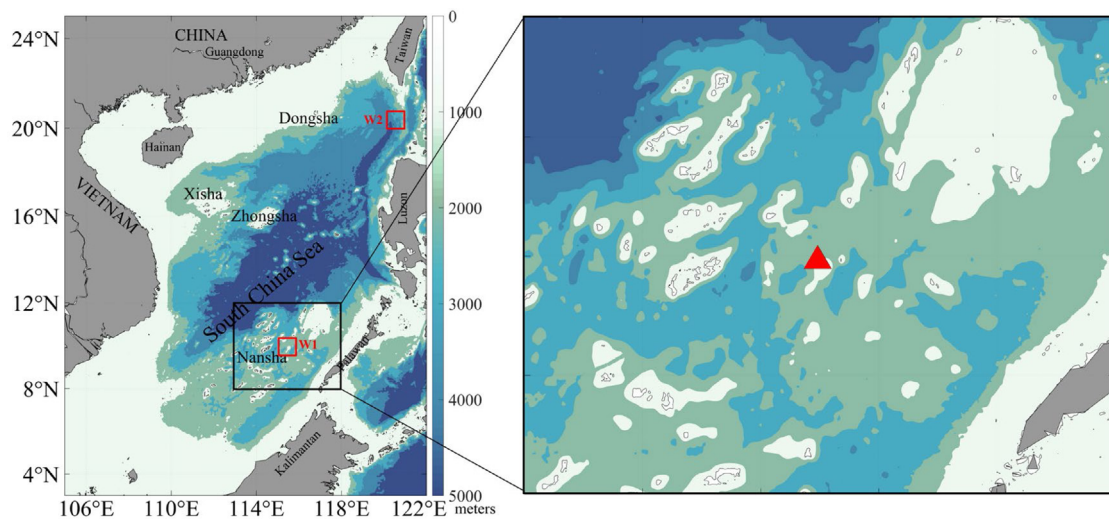 24°N
20°N
16°N
12°N
8°N
4°N
106°E
110°E
114°E
118°E
122°E
CHINA
Guangdong
Taiwan
Dongsha
W2
Hainan
VIETNAM
Xisha
Zhongsha
Luzon
South China Sea
Nansha
W1
Palawan
Kalimantan
0
1000
2000
3000
4000
5000
meters